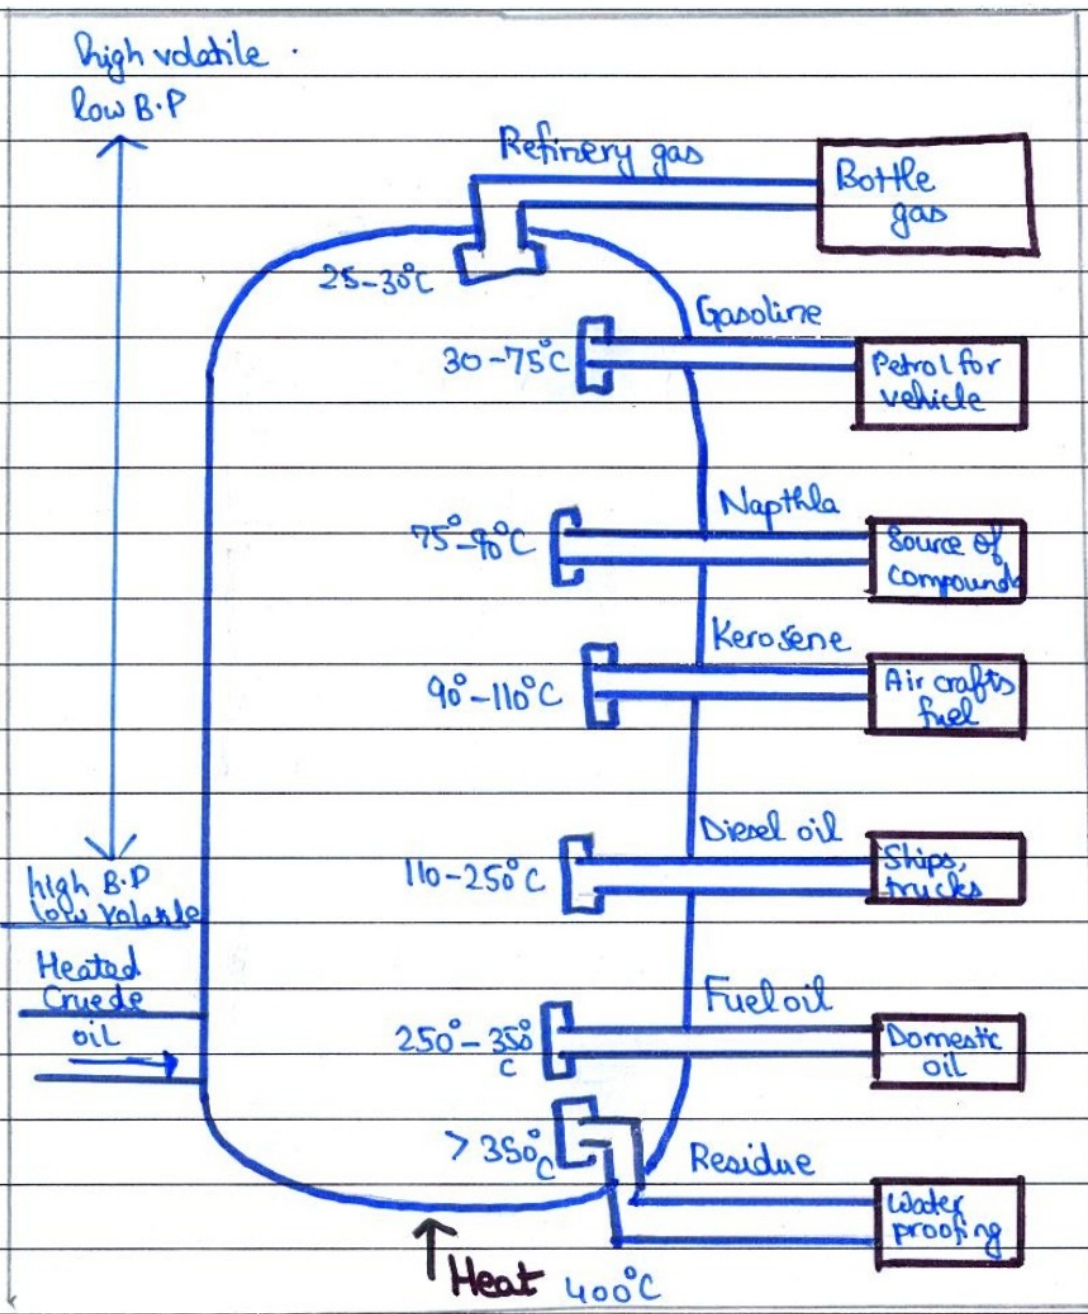 high volatile .
low B.P
Refinery gas
Bottle
gas
25-30°C
Gasoline
30-75°C
Petrol for
vehicle
Napthla
75°-90°C
Source of
compounds
Kerosene
90°-110°C
Air crafts
fuel
Diesel oil
110-250°C
Ships,
trucks
high B.P
low volatile
Heated
Cruede
oil
Fuel oil
250°-350°
C
Domestic
oil
> 350°C
Residue
Water
proofing
Heat 400°C